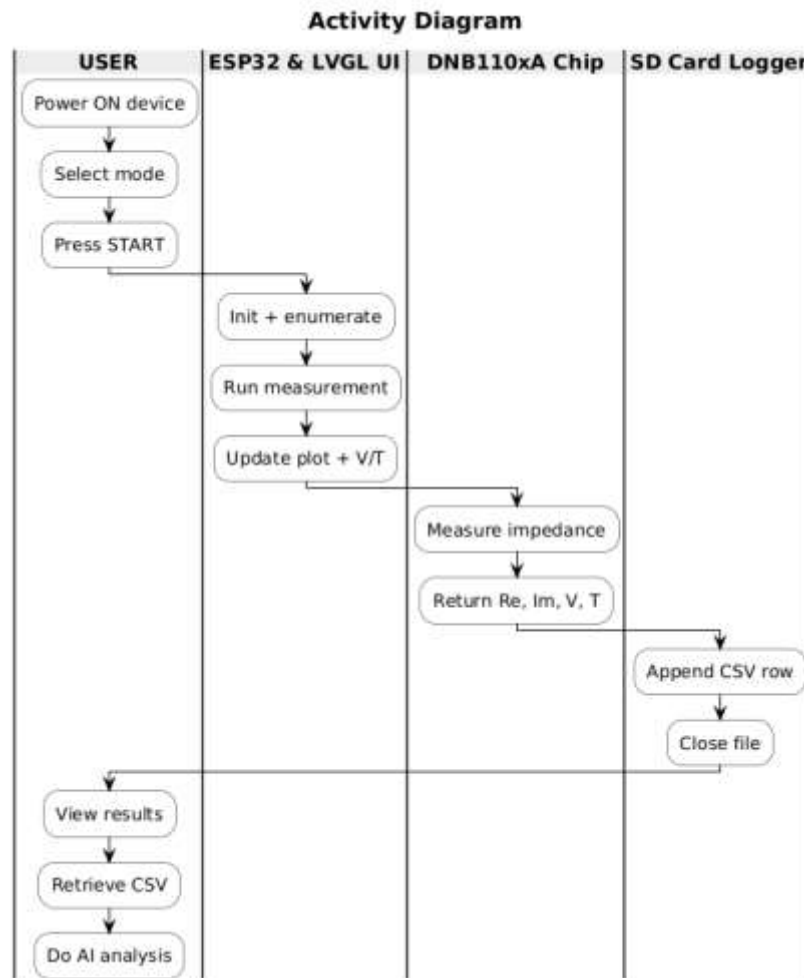 Activity Diagram
USER
ESP32 & LVGL UI
DNB110xA Chip
SD Card Logger
Power ON device
Select mode
Press START
Init + enumerate
Run measurement
Update plot + V/T
Measure impedance
Return Re, Im, V, T
Append CSV row
Close file
View results
Retrieve CSV
Do AI analysis